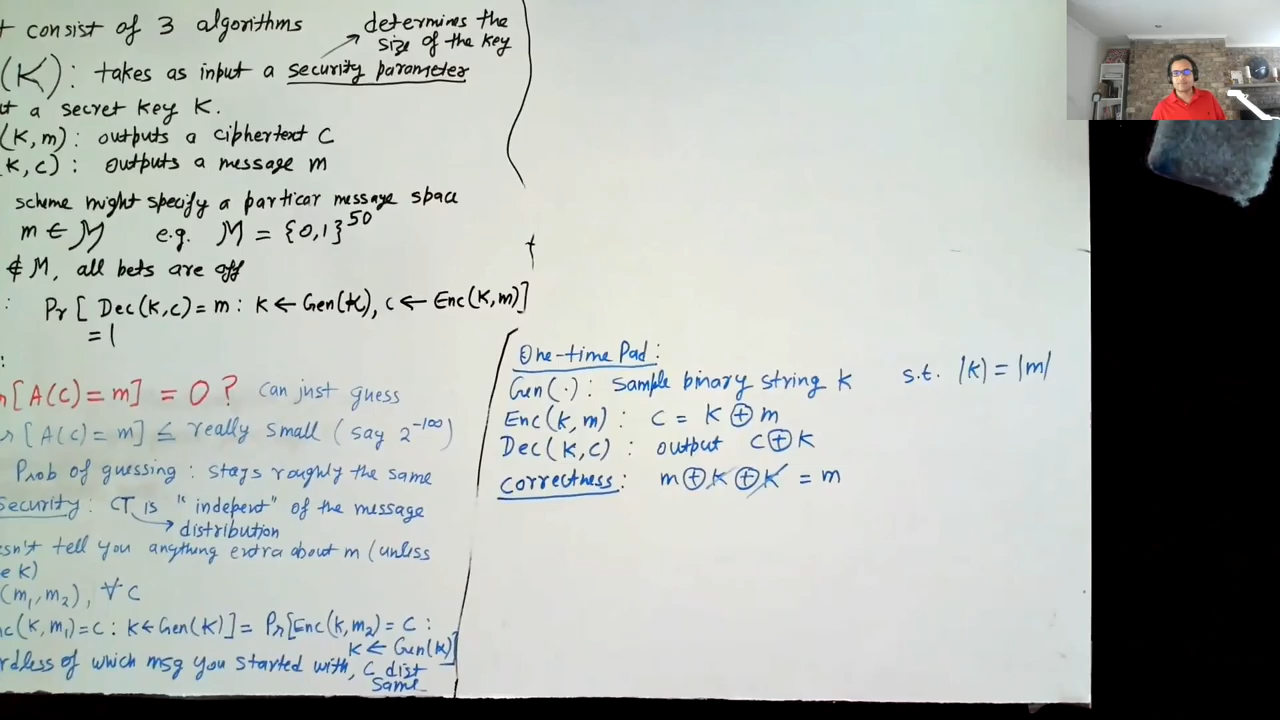 t consist of 3 algorithms
determines the
size of the key
(K): takes as input a security parameter
t a secret key K.
(K, m): outputs a ciphertext C
K, c): outputs a message m
scheme might specify a particar message space
m ∈ M e.g. M = {0,1}^50
∉ M, all bets are off
: Pr[ Dec(K,c) = m : K ← Gen(K), c ← Enc(K,m)]
= 1
:
[A(C) = m] = 0 ? can just guess
[A(C) = m] ≤ really small (say 2^-100)
Prob of guessing : stays roughly the same
Security: CT is "indepent" of the message
→ distribution
sn't tell you anything extra about m (unless
e K)
(m₁, m₂), ∀ C
nc(K, m₁) = C : K ← Gen(K)] = Pr[Enc(K, m₂) = C :
K ← Gen(K)]
rdless of which msg you started with, C dist
same
One-time Pad:
Gen(·): Sample binary string K s.t. |K| = |m|
Enc(K, m): C = K ⊕ m
Dec(K, C): output C ⊕ K
Correctness: m ⊕ K ⊕ K = m